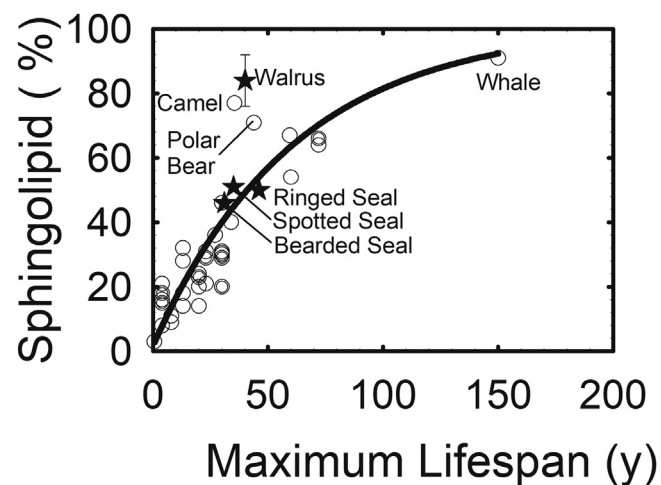 Sphingolipid ( %)
100
80
60
40
20
0
Walrus
Camel
Whale
Polar
Bear
Ringed Seal
Spotted Seal
Bearded Seal
0 50 100 150 200
Maximum Lifespan (y)